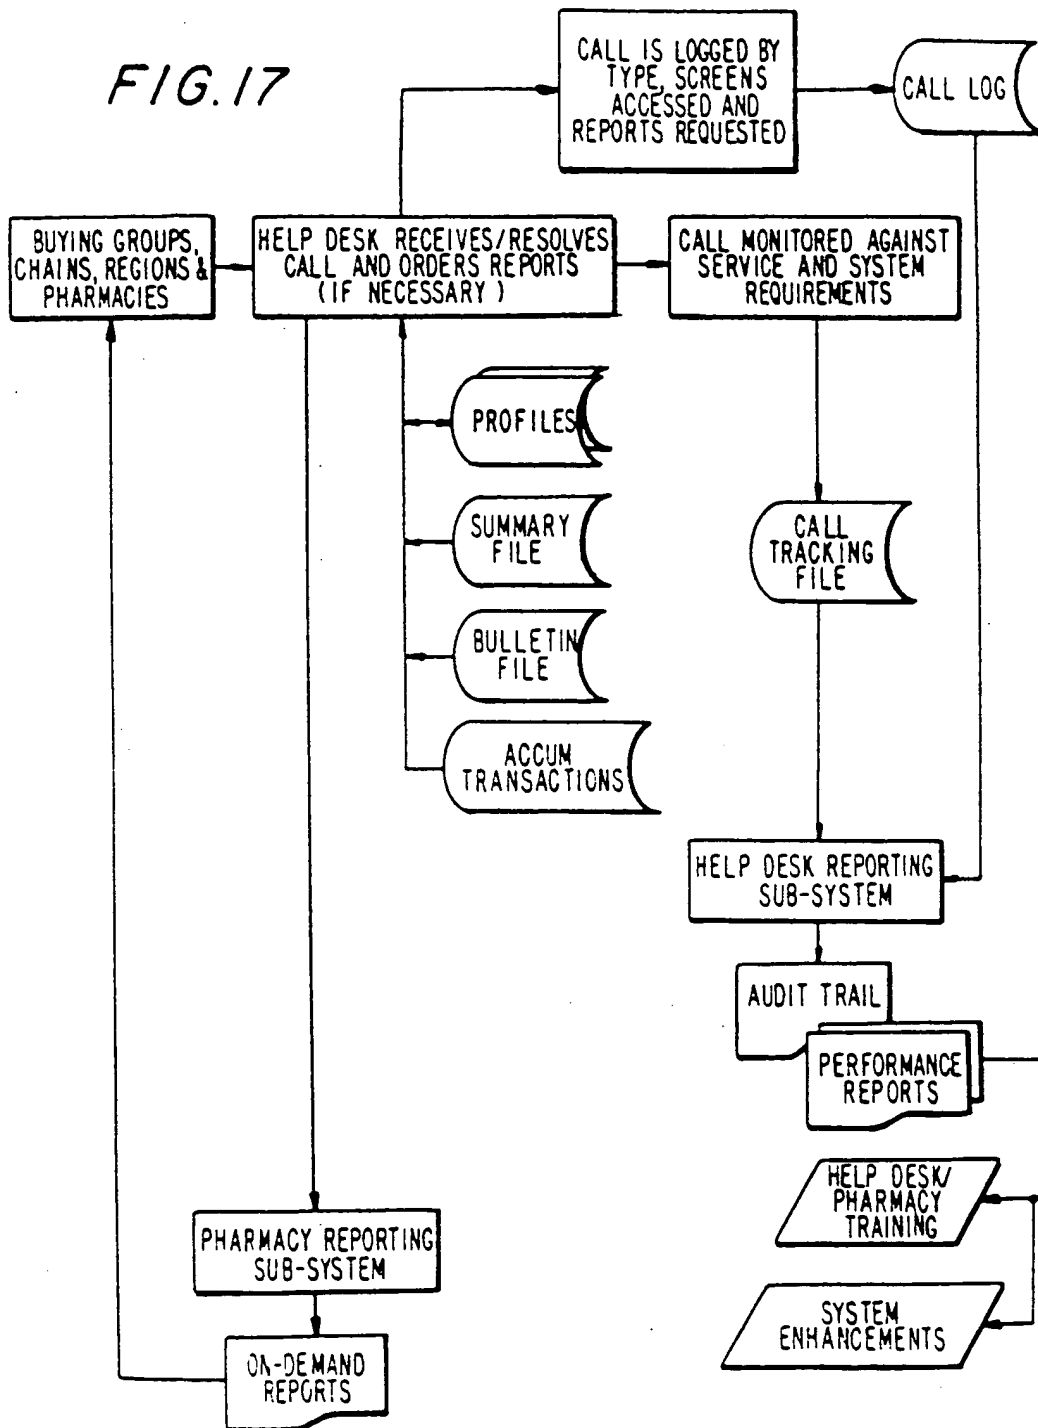 FIG.17
CALL IS LOGGED BY
TYPE, SCREENS
ACCESSED AND
REPORTS REQUESTED
CALL LOG
BUYING GROUPS,
CHAINS, REGIONS &
PHARMACIES
HELP DESK RECEIVES/RESOLVES
CALL AND ORDERS REPORTS
(IF NECESSARY)
CALL MONITORED AGAINST
SERVICE AND SYSTEM
REQUIREMENTS
PROFILES
SUMMARY
FILE
CALL
TRACKING
FILE
BULLETIN
FILE
ACCUM
TRANSACTIONS
HELP DESK REPORTING
SUB-SYSTEM
AUDIT TRAIL
PERFORMANCE
REPORTS
HELP DESK/
PHARMACY
TRAINING
PHARMACY REPORTING
SUB-SYSTEM
SYSTEM
ENHANCEMENTS
ON-DEMAND
REPORTS